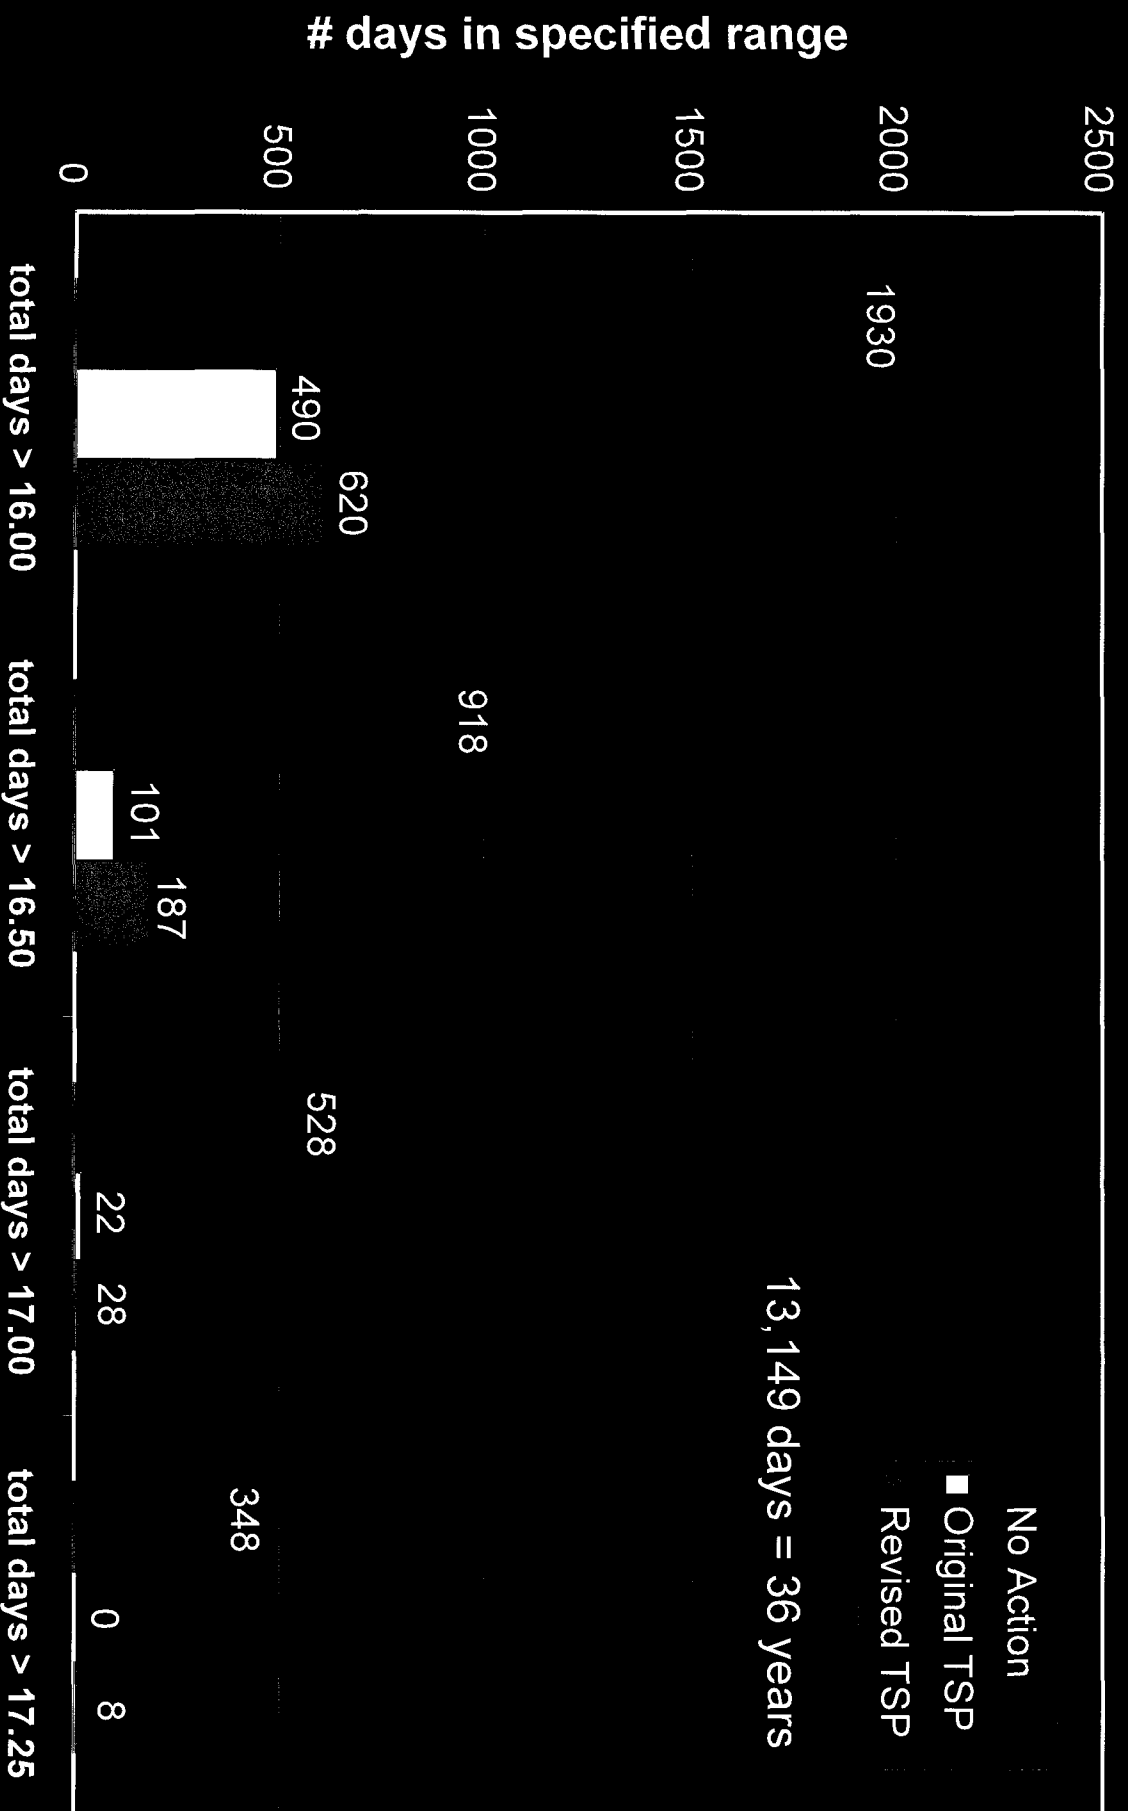 # days in specified range
2500
2000
1500
1000
500
0
1930
490
620
918
101
187
528
22
28
348
0
8
13,149 days = 36 years
No Action
Original TSP
Revised TSP
total days > 16.00
total days > 16.50
total days > 17.00
total days > 17.25